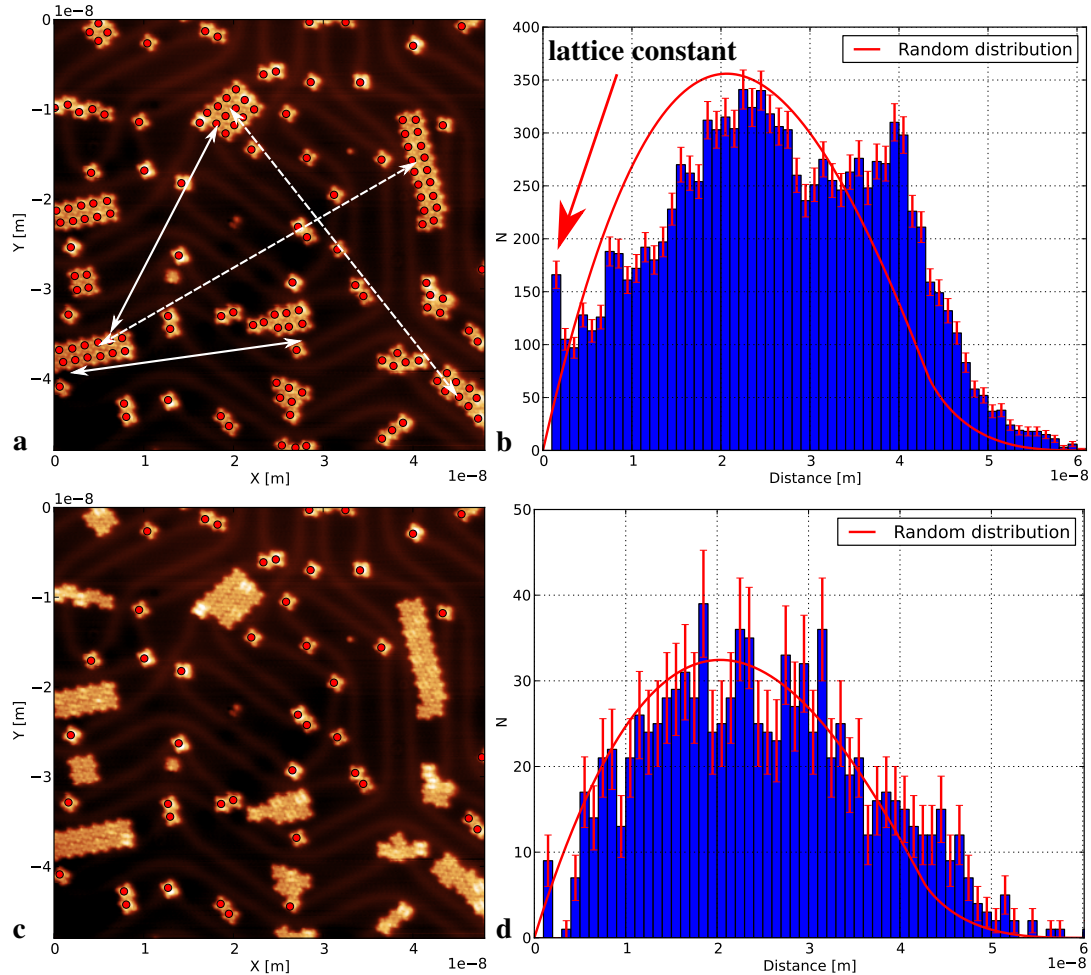 1e−8
0
−1
−2
−3
−4
Y [m]
0
1
2
3
4
1e−8
X [m]
a
lattice constant
Random distribution
400
350
300
250
200
150
100
50
0
N
0
1
2
3
4
5
6
1e−8
Distance [m]
b
1e−8
0
−1
−2
−3
−4
Y [m]
0
1
2
3
4
1e−8
X [m]
c
Random distribution
50
40
30
20
10
0
N
0
1
2
3
4
5
6
1e−8
Distance [m]
d